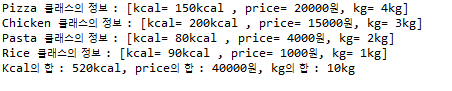 Pizza 클래스의 정보 : [kcal= 150kcal , price= 20000원, kg= 4kg]
Chicken 클래스의 정보 : [kcal= 200kcal , price= 15000원, kg= 3kg]
Pasta 클래스의 정보 : [kcal= 80kcal , price= 4000원, kg= 2kg]
Rice 클래스의 정보 : [kcal= 90kcal , price= 1000원, kg= 1kg]
Kcal의 합 : 520kcal, price의 합 : 40000원, kg의 합 : 10kg